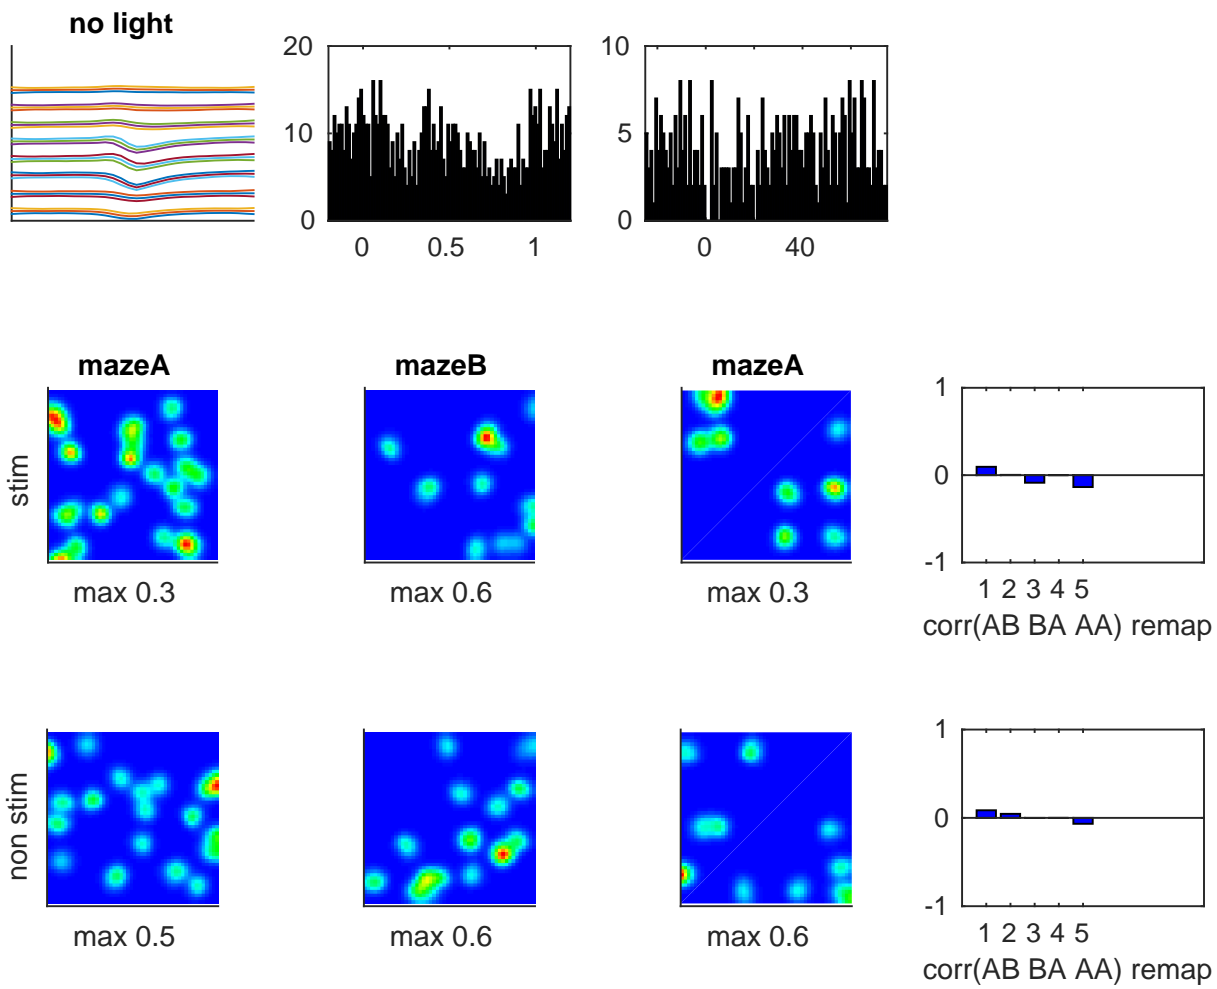 no light
20
10
0
0 0.5 1
10
5
0
0 40
mazeA mazeB mazeA
stim
max 0.3 max 0.6 max 0.3
1
0
-1
1 2 3 4 5
corr(AB BA AA) remap
non stim
max 0.5 max 0.6 max 0.6
1
0
-1
1 2 3 4 5
corr(AB BA AA) remap